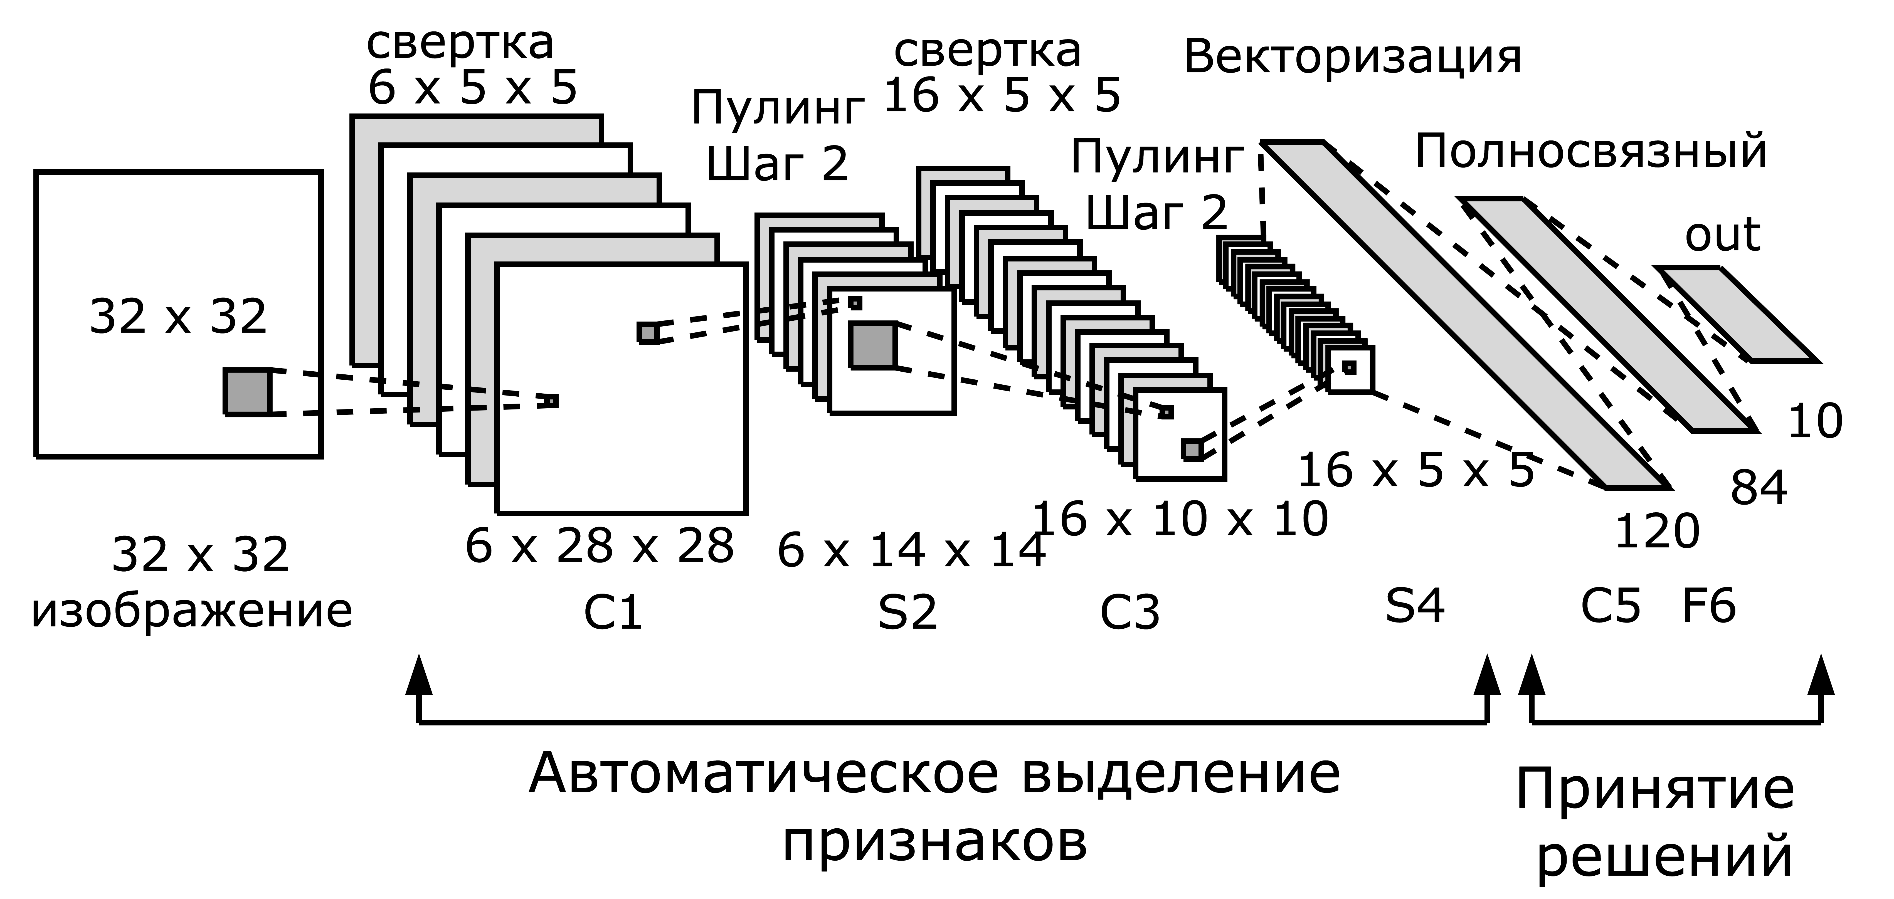 свертка
6 x 5 x 5
Пулинг
Шаг 2
свертка
16 x 5 x 5
Пулинг
Шаг 2
Векторизация
Полносвязный
out
32 x 32
32 x 32
изображение
6 x 28 x 28
C1
6 x 14 x 14
S2
16 x 10 x 10
C3
16 x 5 x 5
S4
120
C5
84
F6
10
Автоматическое выделение
признаков
Принятие
решений